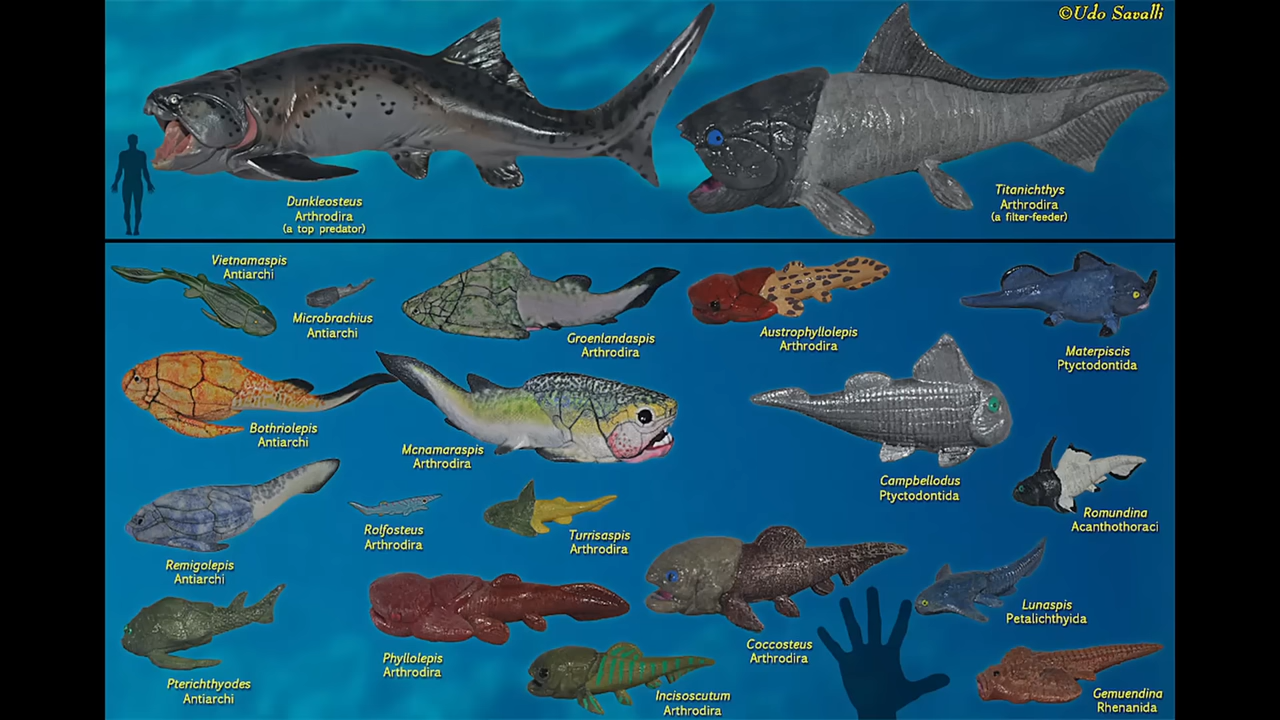 ©Udo Savalli
Dunkleosteus
Arthrodira
(a top predator)
Titanichthys
Arthrodira
(a filter-feeder)
Vietnamaspis
Antiarchi
Microbrachius
Antiarchi
Groenlandaspis
Arthrodira
Austrophyllolepis
Arthrodira
Materpiscis
Ptyctodontida
Bothriolepis
Antiarchi
Mcnamaraspis
Arthrodira
Campbellodus
Ptyctodontida
Romundina
Acanthothoraci
Remigolepis
Antiarchi
Rolfosteus
Arthrodira
Turrisaspis
Arthrodira
Lunaspis
Petalichthyida
Pterichthyodes
Antiarchi
Phyllolepis
Arthrodira
Coccosteus
Arthrodira
Incisoscutum
Arthrodira
Gemuendina
Rhenanida